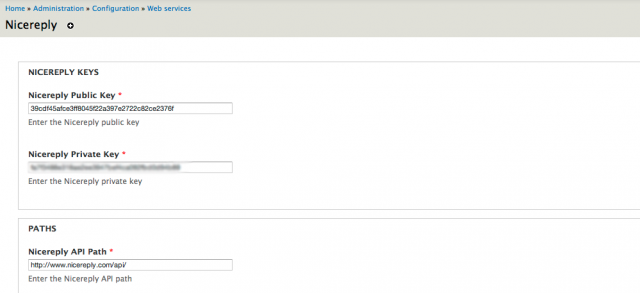 Home » Administration » Configuration » Web services
Nicereply
NICEREPLY KEYS
Nicereply Public Key *
39cdf45afce3ff8045f22a397e2722c82ce2376f
Enter the Nicereply public key
Nicereply Private Key *
Enter the Nicereply private key
PATHS
Nicereply API Path *
http://www.nicereply.com/api/
Enter the Nicereply API path